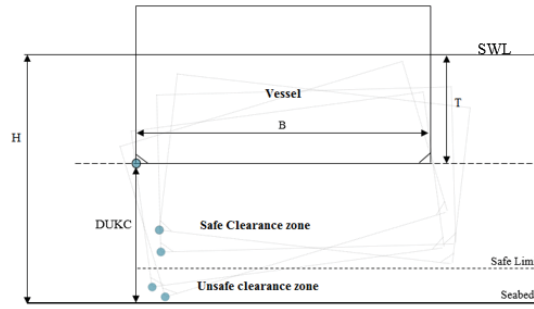 SWL
Vessel
T
B
H
DUKC
Safe Clearance zone
Safe Lim
Unsafe clearance zone
Seabed